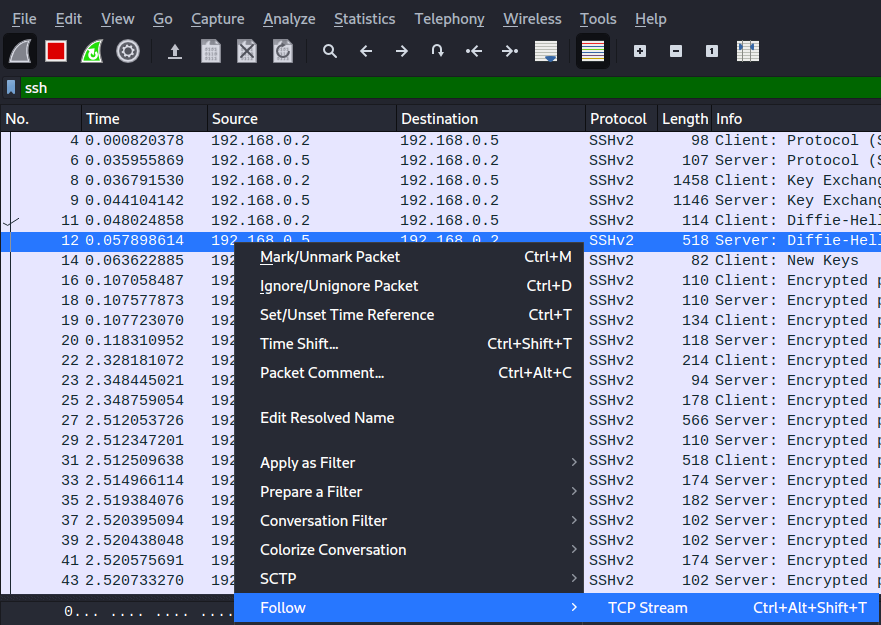 File Edit View Go Capture Analyze Statistics Telephony Wireless Tools Help
ssh
No. Time Source Destination Protocol Length Info
4 0.000820378 192.168.0.2 192.168.0.5 SSHv2 98 Client: Protocol (S
6 0.035955869 192.168.0.5 192.168.0.2 SSHv2 107 Server: Protocol (S
8 0.036791530 192.168.0.2 192.168.0.5 SSHv2 1458 Client: Key Exchang
9 0.044104142 192.168.0.5 192.168.0.2 SSHv2 1146 Server: Key Exchang
11 0.048024858 192.168.0.2 192.168.0.5 SSHv2 114 Client: Diffie-Hell
12 0.057898614 192.168.0.5 192.168.0.2 SSHv2 518 Server: Diffie-Hell
14 0.063622885 192 SSHv2 82 Client: New Keys
16 0.107058487 192 SSHv2 110 Client: Encrypted p
18 0.107577873 192 SSHv2 110 Server: Encrypted p
19 0.107723070 192 SSHv2 134 Client: Encrypted p
20 0.118310952 192 SSHv2 118 Server: Encrypted p
22 2.328181072 192 SSHv2 214 Client: Encrypted p
23 2.348445021 192 SSHv2 94 Server: Encrypted p
25 2.348759054 192 SSHv2 178 Client: Encrypted p
27 2.512053726 192 SSHv2 566 Server: Encrypted p
29 2.512347201 192 SSHv2 110 Server: Encrypted p
31 2.512509638 192 SSHv2 518 Client: Encrypted p
33 2.514966114 192 SSHv2 174 Server: Encrypted p
35 2.519384076 192 SSHv2 182 Server: Encrypted p
37 2.520395094 192 SSHv2 102 Server: Encrypted p
39 2.520438048 192 SSHv2 102 Server: Encrypted p
41 2.520575691 192 SSHv2 174 Server: Encrypted p
43 2.520733270 192 SSHv2 102 Server: Encrypted p
Mark/Unmark Packet Ctrl+M
Ignore/Unignore Packet Ctrl+D
Set/Unset Time Reference Ctrl+T
Time Shift... Ctrl+Shift+T
Packet Comment... Ctrl+Alt+C
Edit Resolved Name
Apply as Filter
Prepare a Filter
Conversation Filter
Colorize Conversation
SCTP
Follow
TCP Stream Ctrl+Alt+Shift+T
0... .... .... ....